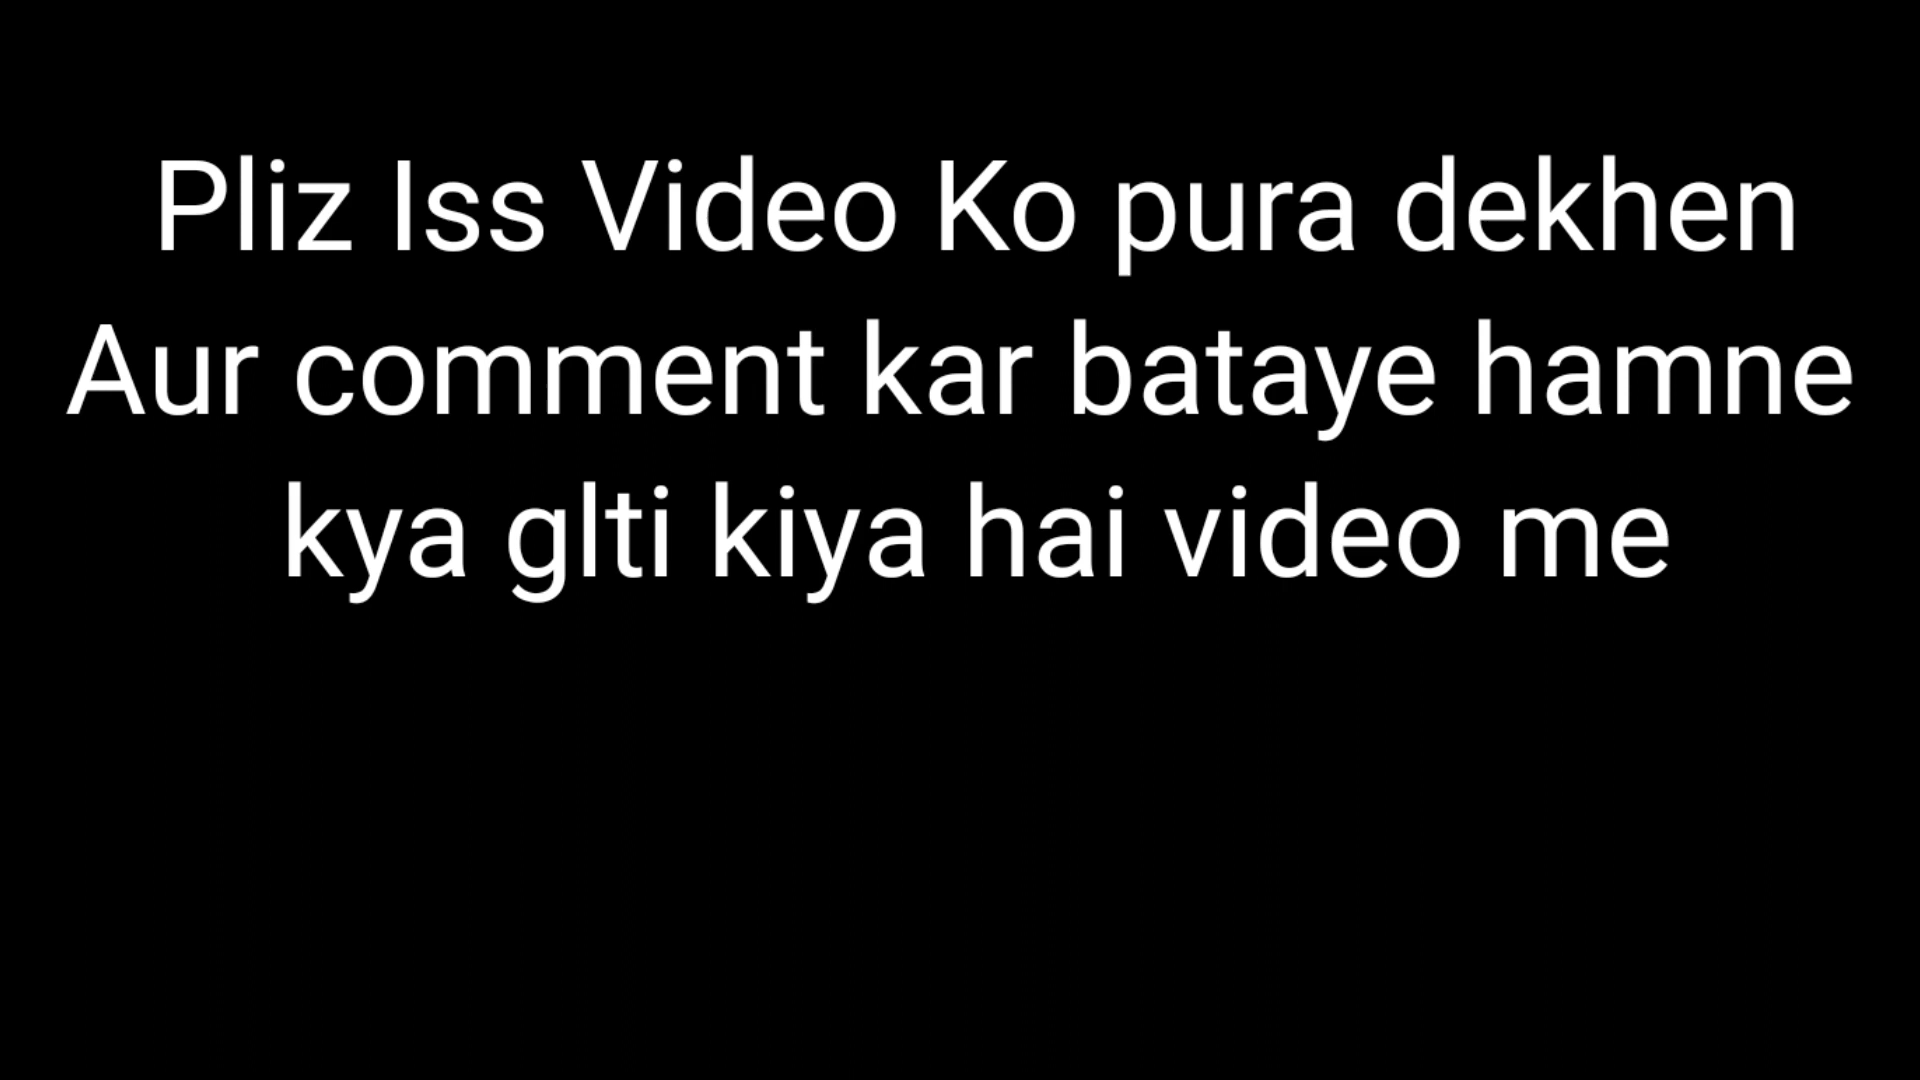 Pliz Iss Video Ko pura dekhen
Aur comment kar bataye hamne
kya glti kiya hai video me